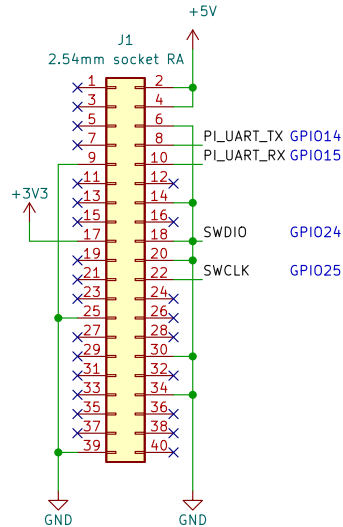 +5V
J1
2.54mm socket RA
1 2
3 4
5 6
7 8 PI_UART_TX GPIO14
9 10 PI_UART_RX GPIO15
11 12
+3V3
13 14
15 16
17 18 SWDIO GPIO24
19 20
21 22 SWCLK GPIO25
23 24
25 26
27 28
29 30
31 32
33 34
35 36
37 38
39 40
GND GND